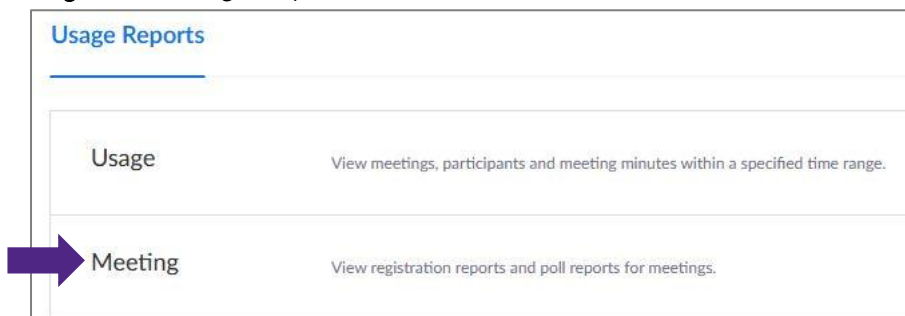 Usage Reports
Usage
View meetings, participants and meeting minutes within a specified time range.
Meeting
View registration reports and poll reports for meetings.